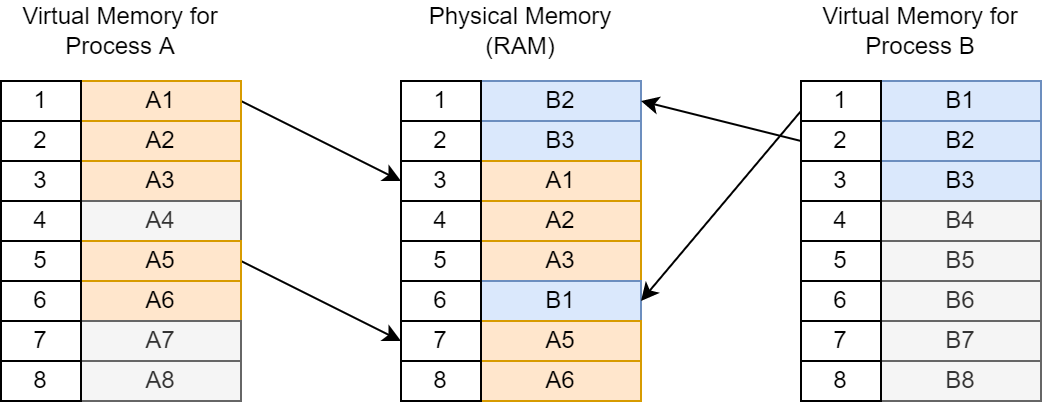 Virtual Memory for
Process A
1 A1
2 A2
3 A3
4 A4
5 A5
6 A6
7 A7
8 A8
Physical Memory
(RAM)
1 B2
2 B3
3 A1
4 A2
5 A3
6 B1
7 A5
8 A6
Virtual Memory for
Process B
1 B1
2 B2
3 B3
4 B4
5 B5
6 B6
7 B7
8 B8